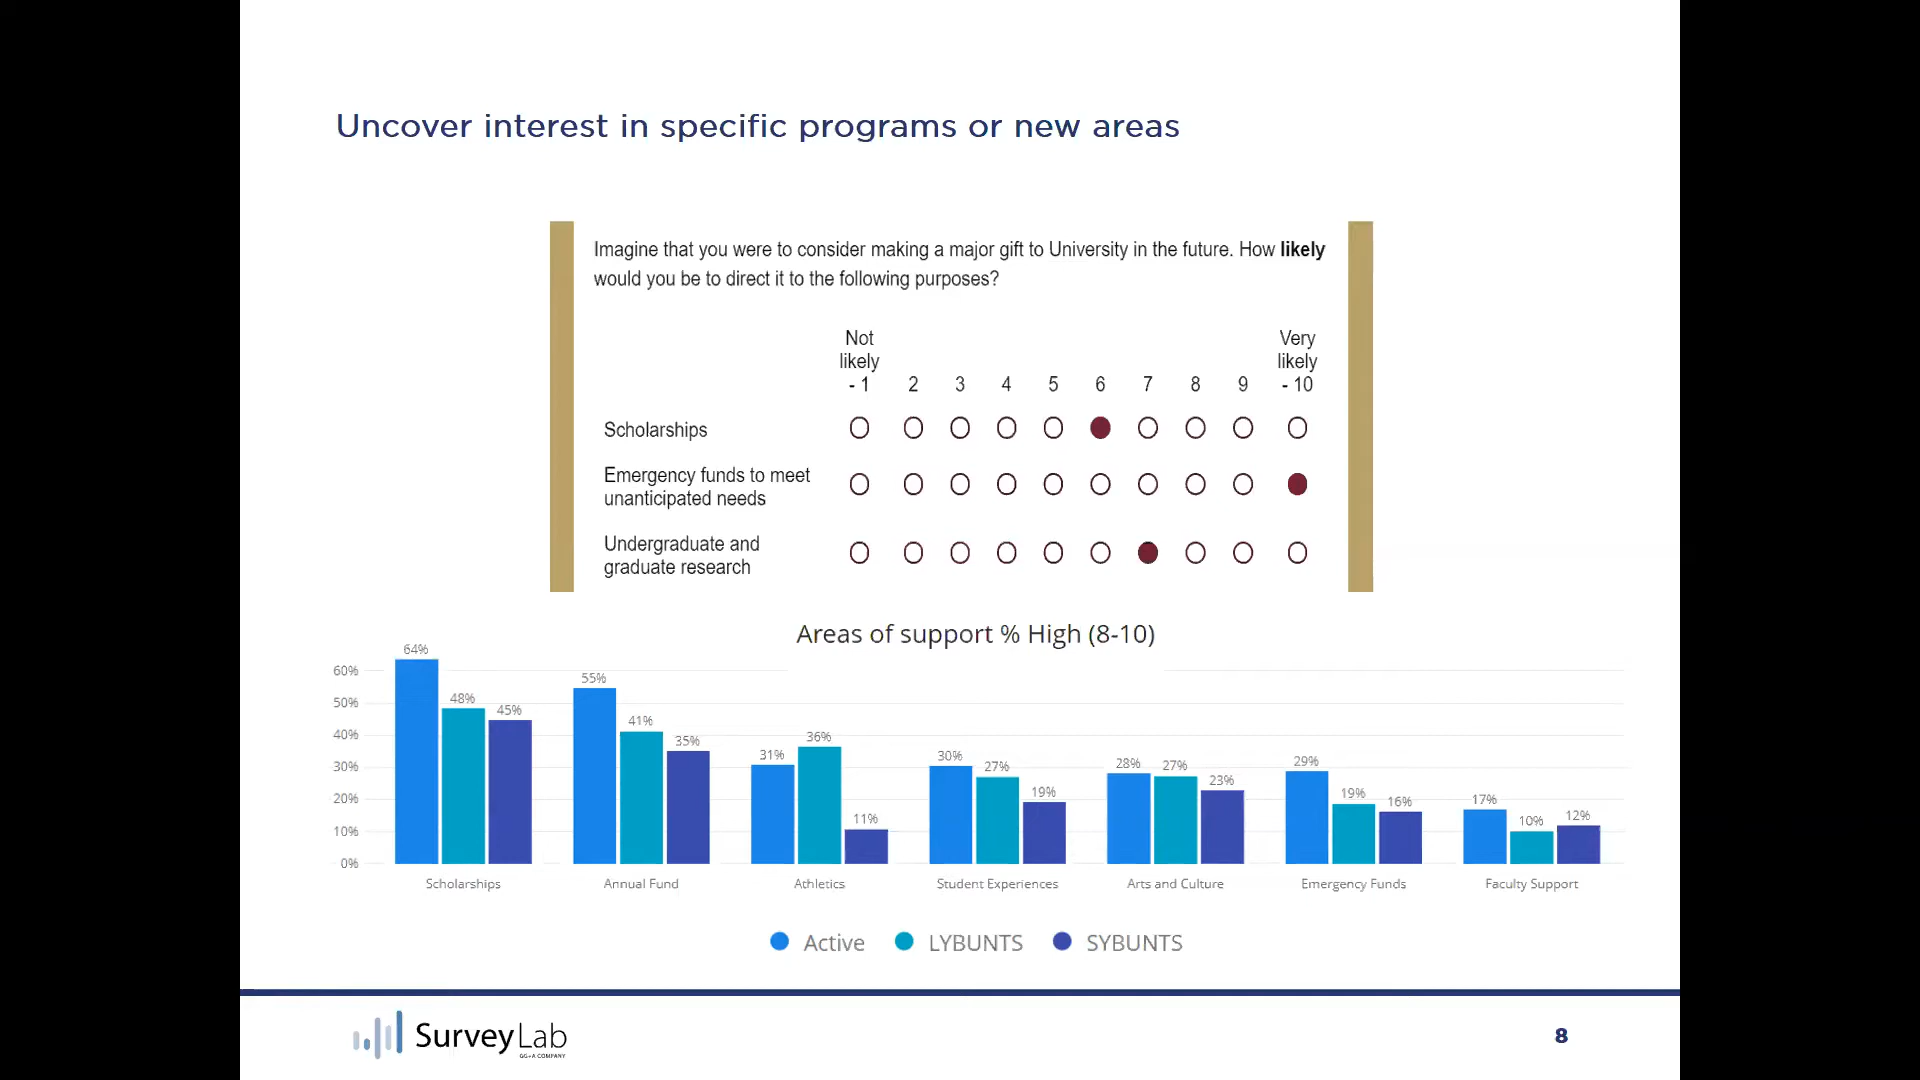 Uncover interest in specific programs or new areas
Imagine that you were to consider making a major gift to University in the future. How likely
would you be to direct it to the following purposes?
Not
likely
- 1 2 3 4 5 6 7 8 9
Very
likely
- 10
Scholarships
Emergency funds to meet
unanticipated needs
Undergraduate and
graduate research
Areas of support % High (8-10)
60%
50%
40%
30%
20%
10%
0%
64% 48% 45%
55% 41% 35%
31% 36% 11%
30% 27% 19%
28% 27% 23%
29% 19% 16%
17% 10% 12%
Scholarships Annual Fund Athletics Student Experiences Arts and Culture Emergency Funds Faculty Support
Active LYBUNTS SYBUNTS
SurveyLab
GG+A COMPANY
8